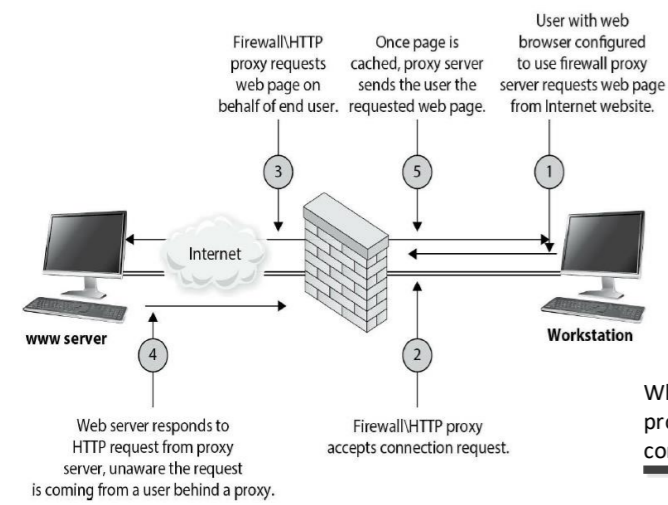 User with web
browser configured
to use firewall proxy
server requests web page
from Internet website.
Firewall\HTTP
proxy requests
web page on
behalf of end user.
Once page is
cached, proxy server
sends the user the
requested web page.
3
5
1
Internet
www server
Workstation
4
2
Web server responds to
HTTP request from proxy
server, unaware the request
is coming from a user behind a proxy.
Firewall\HTTP proxy
accepts connection request.